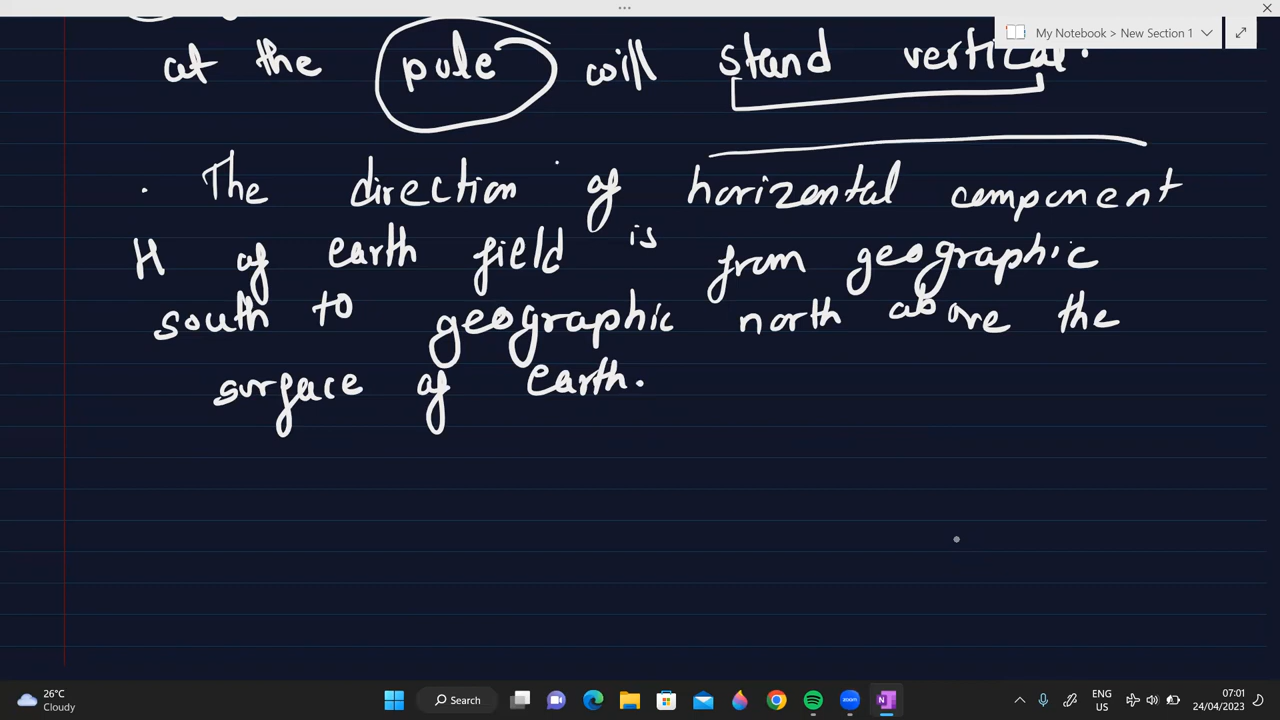 My Notebook > New Section 1
at the pole will stand vertical.
. The direction of horizontal component
H of earth field is from geographic
south to geographic north above the
surface of earth.
26°C
Cloudy
Search
zoom
ENG
US
07:01
24/04/2023